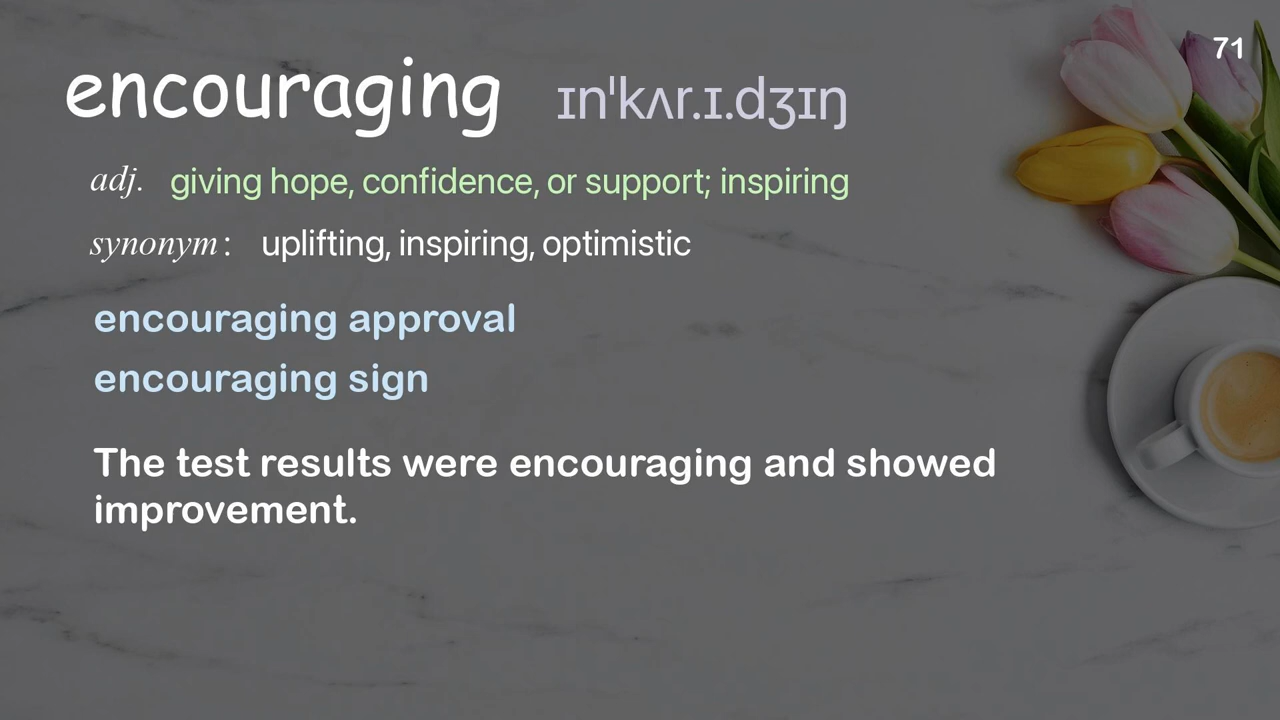 71
encouraging ɪnˈkʌr.ɪ.dʒɪŋ
adj. giving hope, confidence, or support; inspiring
synonym: uplifting, inspiring, optimistic
encouraging approval
encouraging sign
The test results were encouraging and showed
improvement.